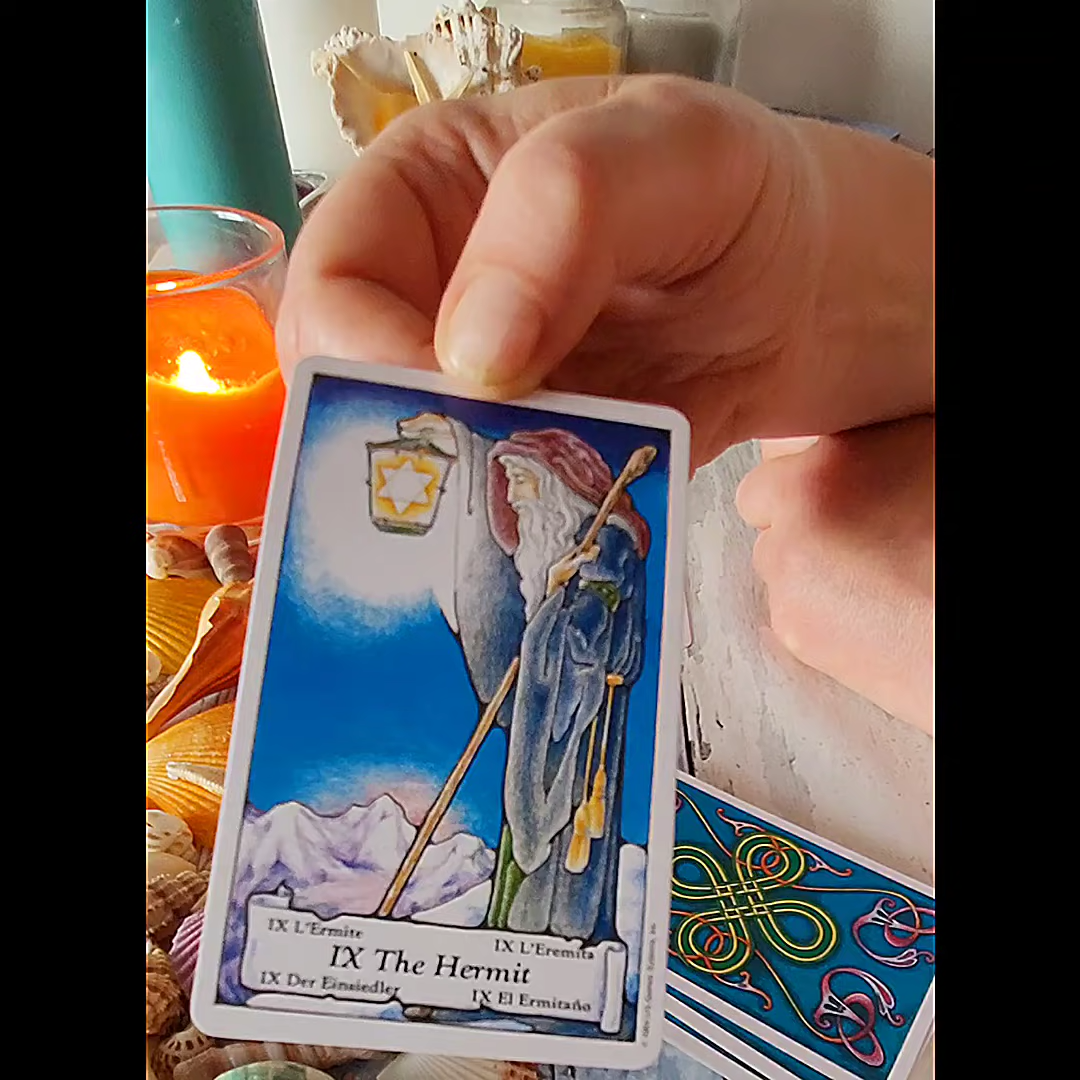 IX L'Ermite
IX L'Eremita
IX The Hermit
IX Der Einsiedler
IX El Ermitaño